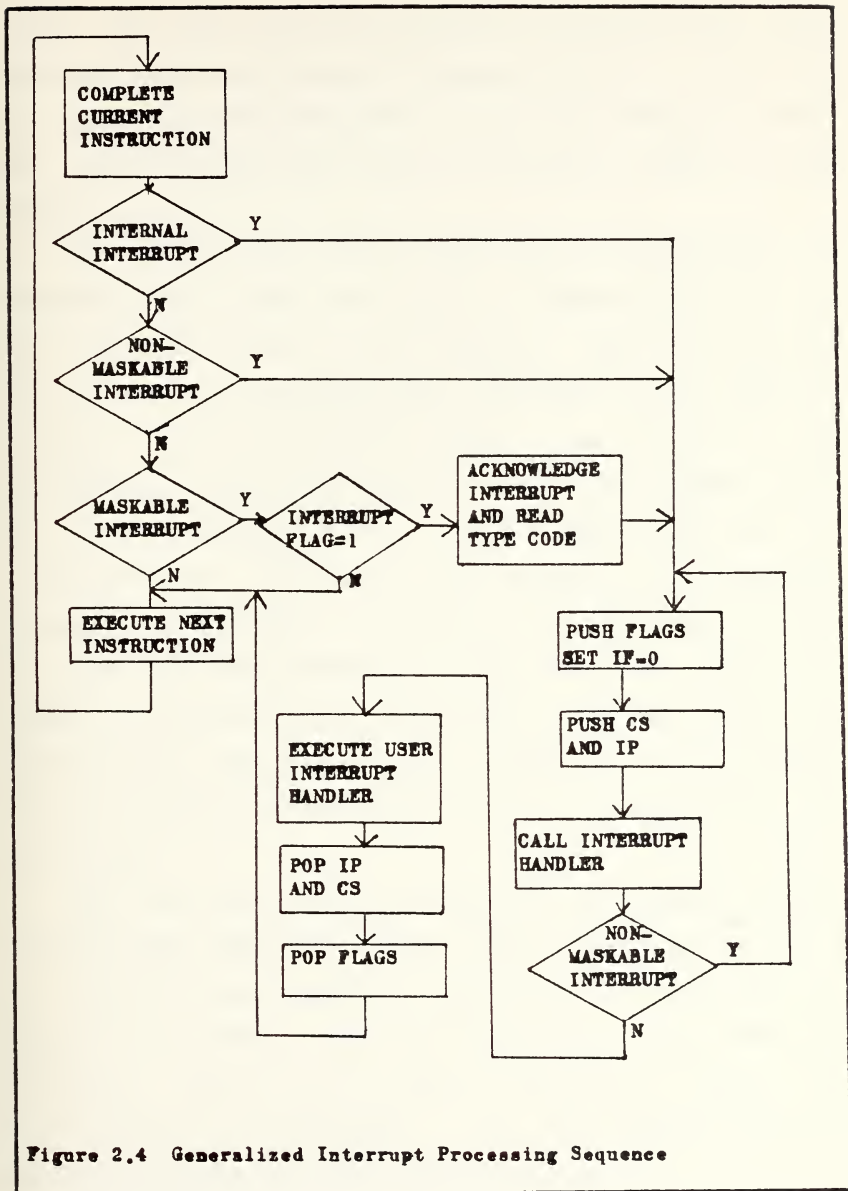 COMPLETE
CURRENT
INSTRUCTION
INTERNAL
INTERRUPT
Y
N
NON-
MASKABLE
INTERRUPT
Y
N
MASKABLE
INTERRUPT
Y
N
INTERRUPT
FLAG=1
Y
N
ACKNOWLEDGE
INTERRUPT
AND READ
TYPE CODE
EXECUTE NEXT
INSTRUCTION
PUSH FLAGS
SET IF=0
PUSH CS
AND IP
CALL INTERRUPT
HANDLER
NON-
MASKABLE
INTERRUPT
Y
N
EXECUTE USER
INTERRUPT
HANDLER
POP IP
AND CS
POP FLAGS
Figure 2.4 Generalized Interrupt Processing Sequence